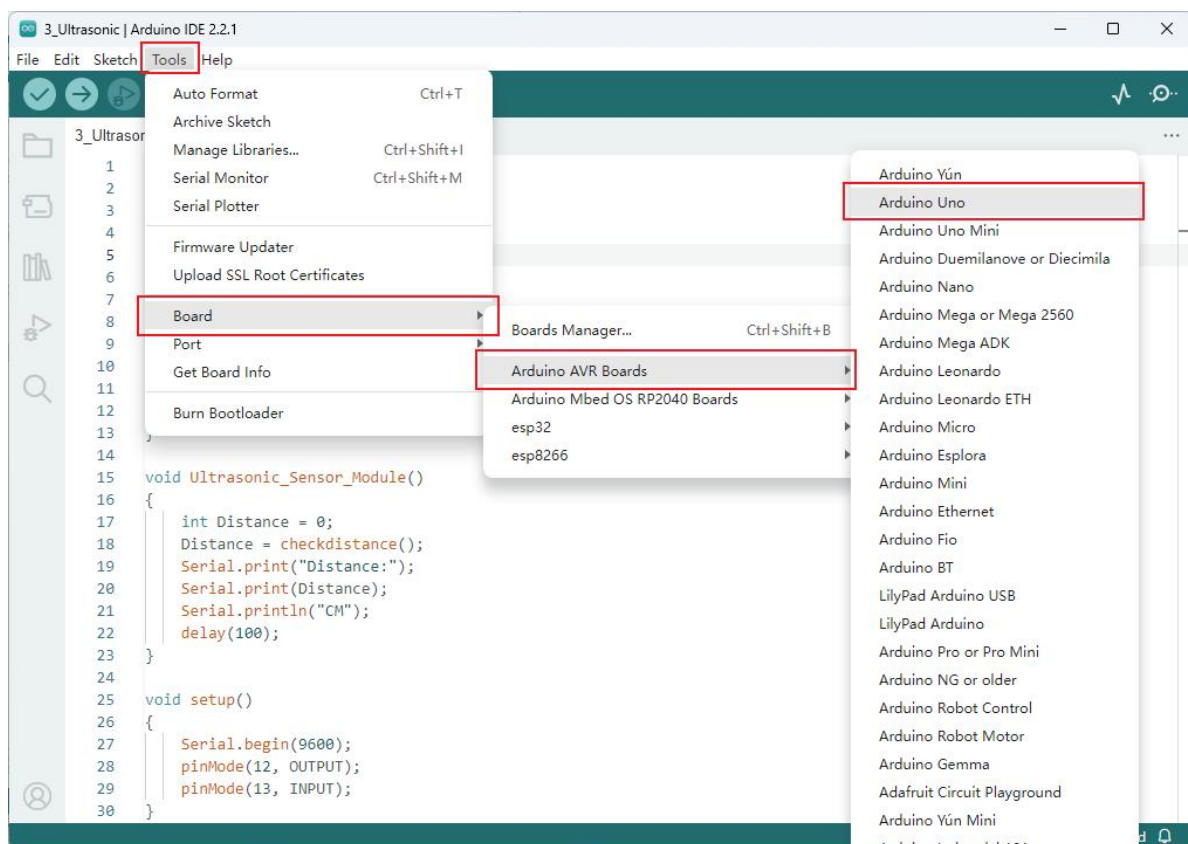 3_Ultrasonic | Arduino IDE 2.2.1
File Edit Sketch Tools Help
Auto Format Ctrl+T
Archive Sketch
Manage Libraries... Ctrl+Shift+I
Serial Monitor Ctrl+Shift+M
Serial Plotter
Firmware Updater
Upload SSL Root Certificates
Board
Port
Get Board Info
Burn Bootloader
Boards Manager... Ctrl+Shift+B
Arduino AVR Boards
Arduino Mbed OS RP2040 Boards
esp32
esp8266
Arduino Yún
Arduino Uno
Arduino Uno Mini
Arduino Duemilanove or Diecimila
Arduino Nano
Arduino Mega or Mega 2560
Arduino Mega ADK
Arduino Leonardo
Arduino Leonardo ETH
Arduino Micro
Arduino Esplora
Arduino Mini
Arduino Ethernet
Arduino Fio
Arduino BT
LilyPad Arduino USB
LilyPad Arduino
Arduino Pro or Pro Mini
Arduino NG or older
Arduino Robot Control
Arduino Robot Motor
Arduino Gemma
Adafruit Circuit Playground
Arduino Yún Mini
3_Ultrasor
1
2
3
4
5
6
7
8
9
10
11
12
13 }
14
15 void Ultrasonic_Sensor_Module()
16 {
17 int Distance = 0;
18 Distance = checkdistance();
19 Serial.print("Distance:");
20 Serial.print(Distance);
21 Serial.println("CM");
22 delay(100);
23 }
24
25 void setup()
26 {
27 Serial.begin(9600);
28 pinMode(12, OUTPUT);
29 pinMode(13, INPUT);
30 }